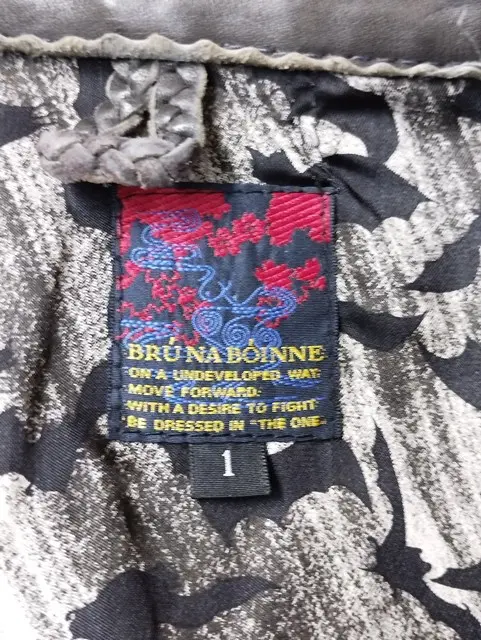 BRÚ NA BÓINNE
ON A UNDEVELOPED WAY.
MOVE FORWARD.
WITH A DESIRE TO FIGHT
BE DRESSED IN "THE ONE"
1